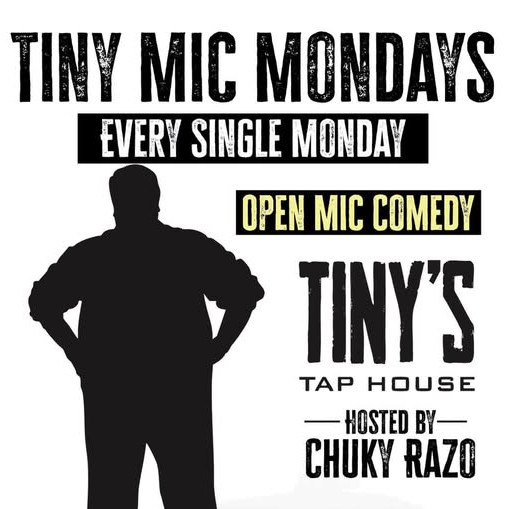 TINY MIC MONDAYS
EVERY SINGLE MONDAY
OPEN MIC COMEDY
TINY'S
TAP HOUSE
HOSTED BY
CHUKY RAZO